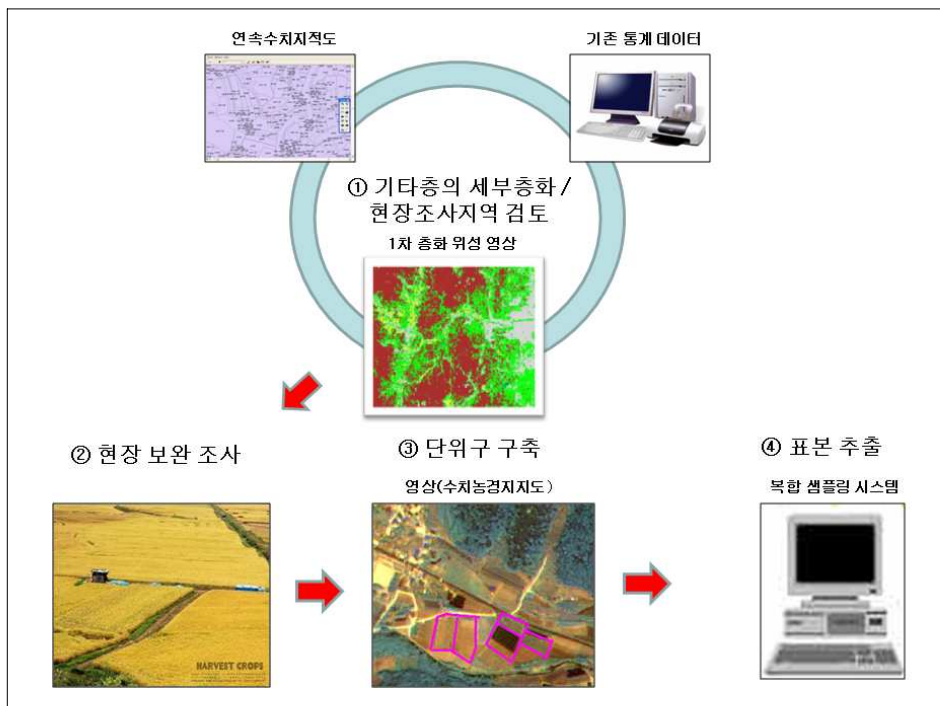 연속수치지적도
기존 통계 데이터
① 기타층의 세부층화 /
현장조사지역 검토
1차 층화 위성 영상
② 현장 보완 조사
③ 단위구 구축
④ 표본 추출
영상(수치농경지지도)
복합 샘플링 시스템
HARVEST CROPS